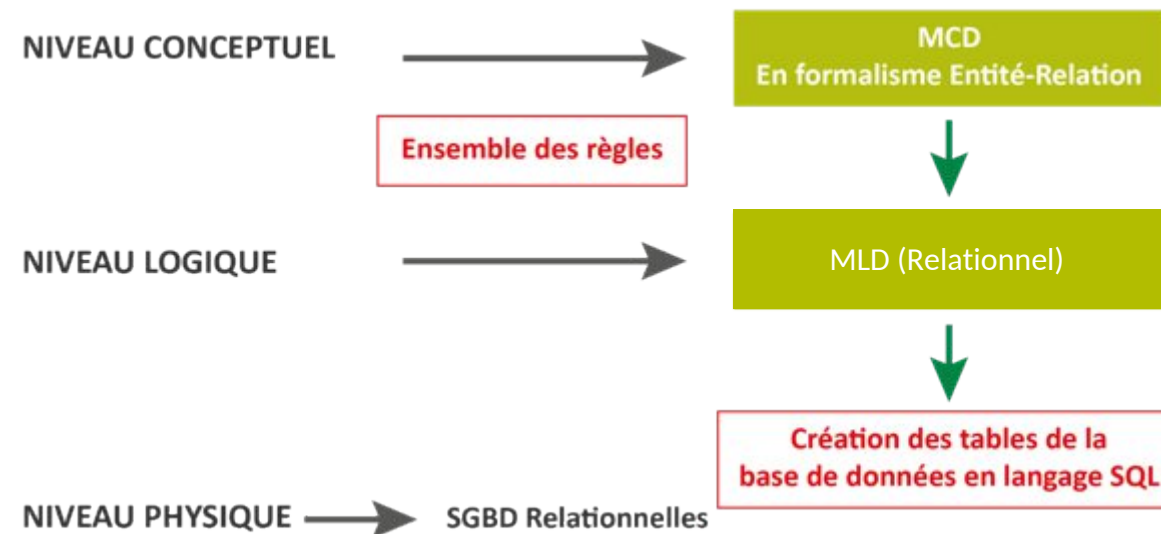 NIVEAU CONCEPTUEL
MCD
En formalisme Entité-Relation
Ensemble des règles
NIVEAU LOGIQUE
MLD (Relationnel)
Création des tables de la
base de données en langage SQL
NIVEAU PHYSIQUE
SGBD Relationnelles